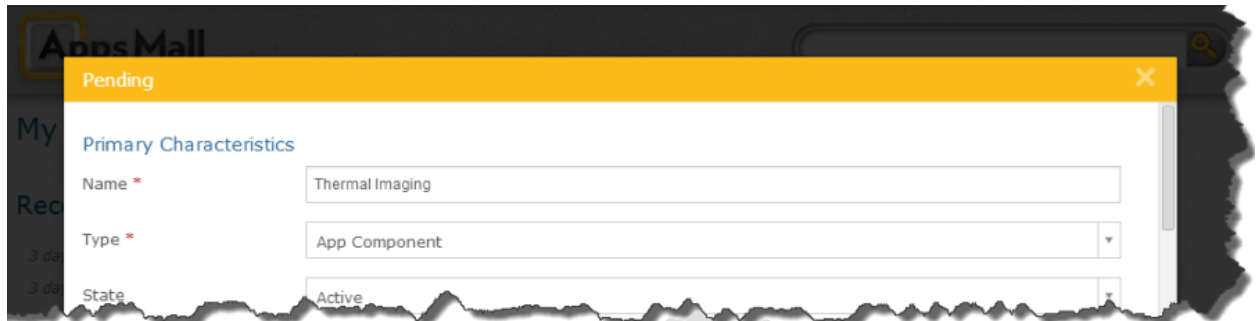 Apps Mall
Pending
My
Primary Characteristics
Name * Thermal Imaging
Rec
Type * App Component
3 da
3 da
State Active